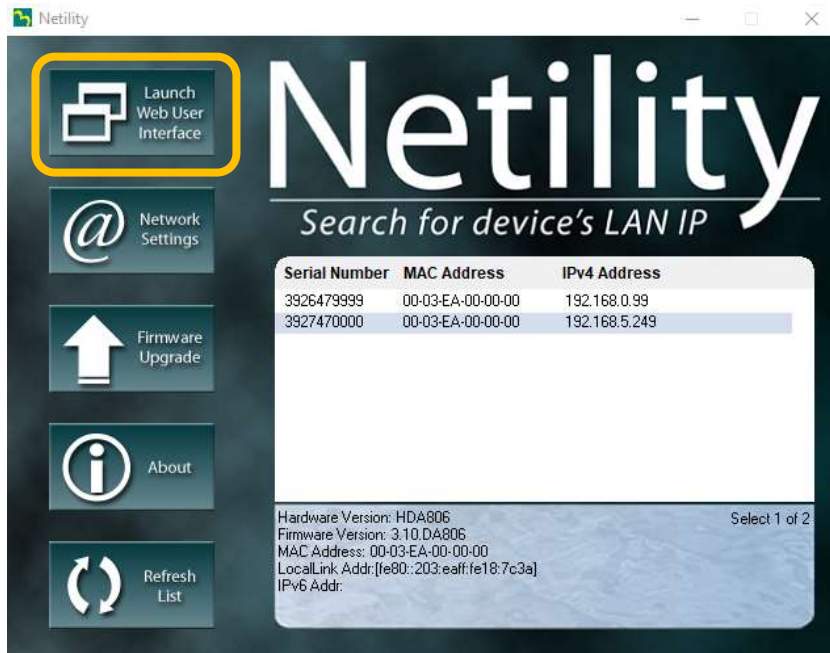 Netility
Launch
Web User
Interface
Netility
Search for device's LAN IP
Network
Settings
Firmware
Upgrade
About
Refresh
List
Serial Number MAC Address IPv4 Address
3926479999 00-03-EA-00-00-00 192.168.0.99
3927470000 00-03-EA-00-00-00 192.168.5.249
Hardware Version: HDA806 Select 1 of 2
Firmware Version: 3.10.DA806
MAC Address: 00-03-EA-00-00-00
LocalLink Addr:[fe80::203:eaff:fe18:7c3a]
IPv6 Addr: